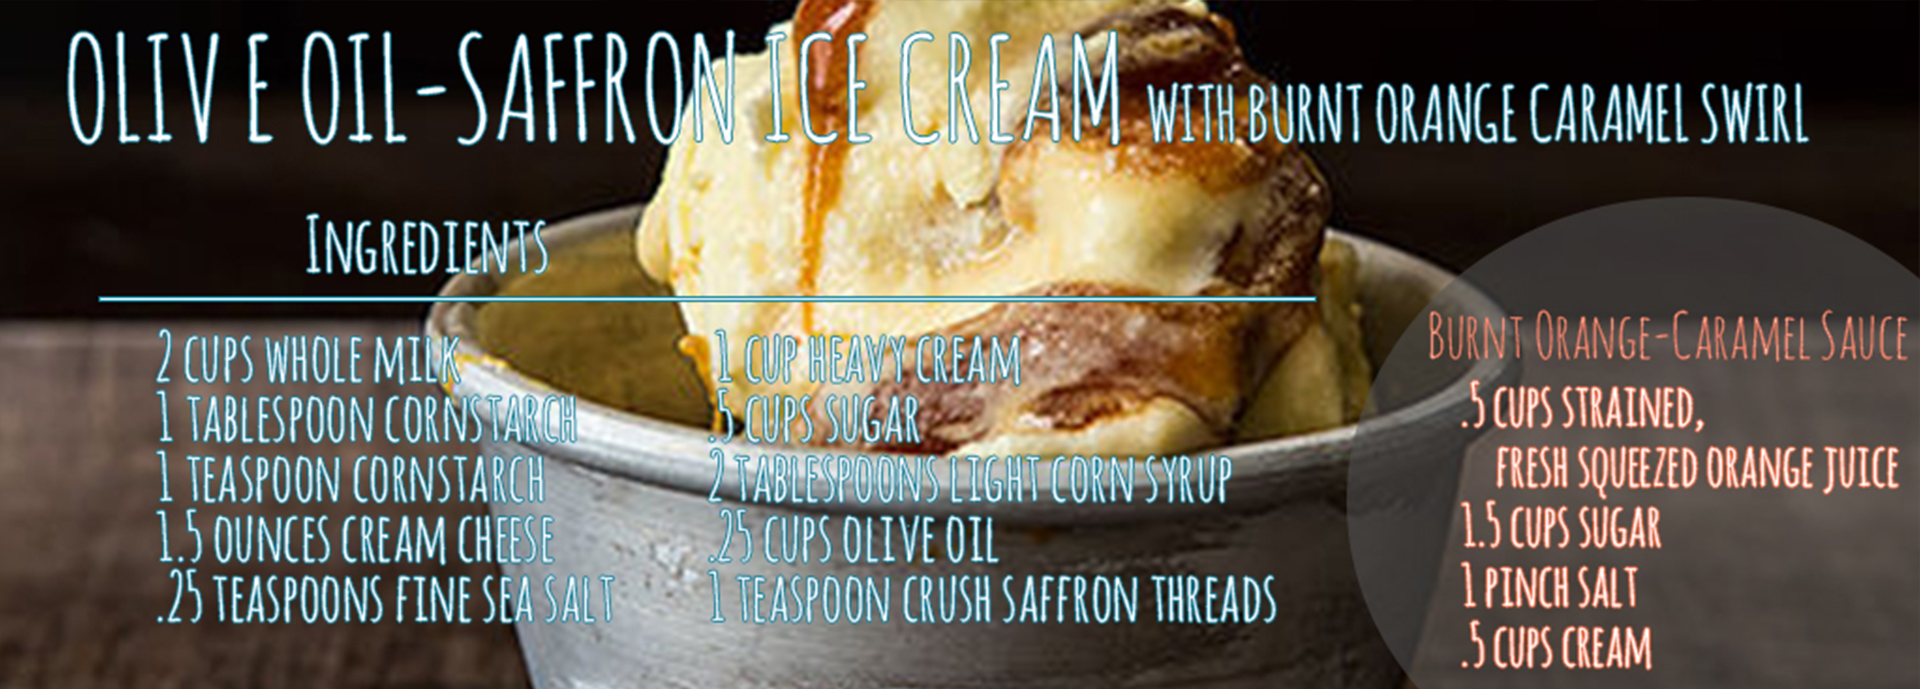 OLIVE OIL-SAFFRON ICE CREAM WITH BURNT ORANGE CARAMEL SWIRL
INGREDIENTS
2 CUPS WHOLE MILK
1 TABLESPOON CORNSTARCH
1 TEASPOON CORNSTARCH
1.5 OUNCES CREAM CHEESE
.25 TEASPOONS FINE SEA SALT
1 CUP HEAVY CREAM
.5 CUPS SUGAR
2 TABLESPOONS LIGHT CORN SYRUP
.25 CUPS OLIVE OIL
1 TEASPOON CRUSH SAFFRON THREADS
BURNT ORANGE-CARAMEL SAUCE
.5 CUPS STRAINED,
FRESH SQUEEZED ORANGE JUICE
1.5 CUPS SUGAR
1 PINCH SALT
.5 CUPS CREAM